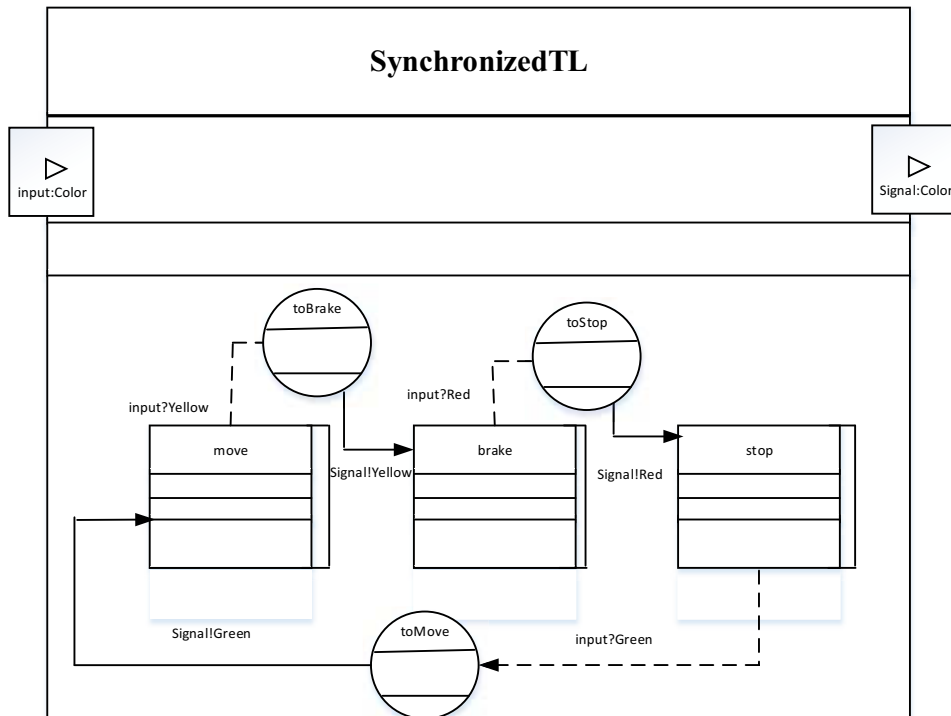 SynchronizedTL
input:Color
Signal:Color
toBrake
toStop
input?Yellow
input?Red
move
brake
stop
Signal!Yellow
Signal!Red
Signal!Green
toMove
input?Green